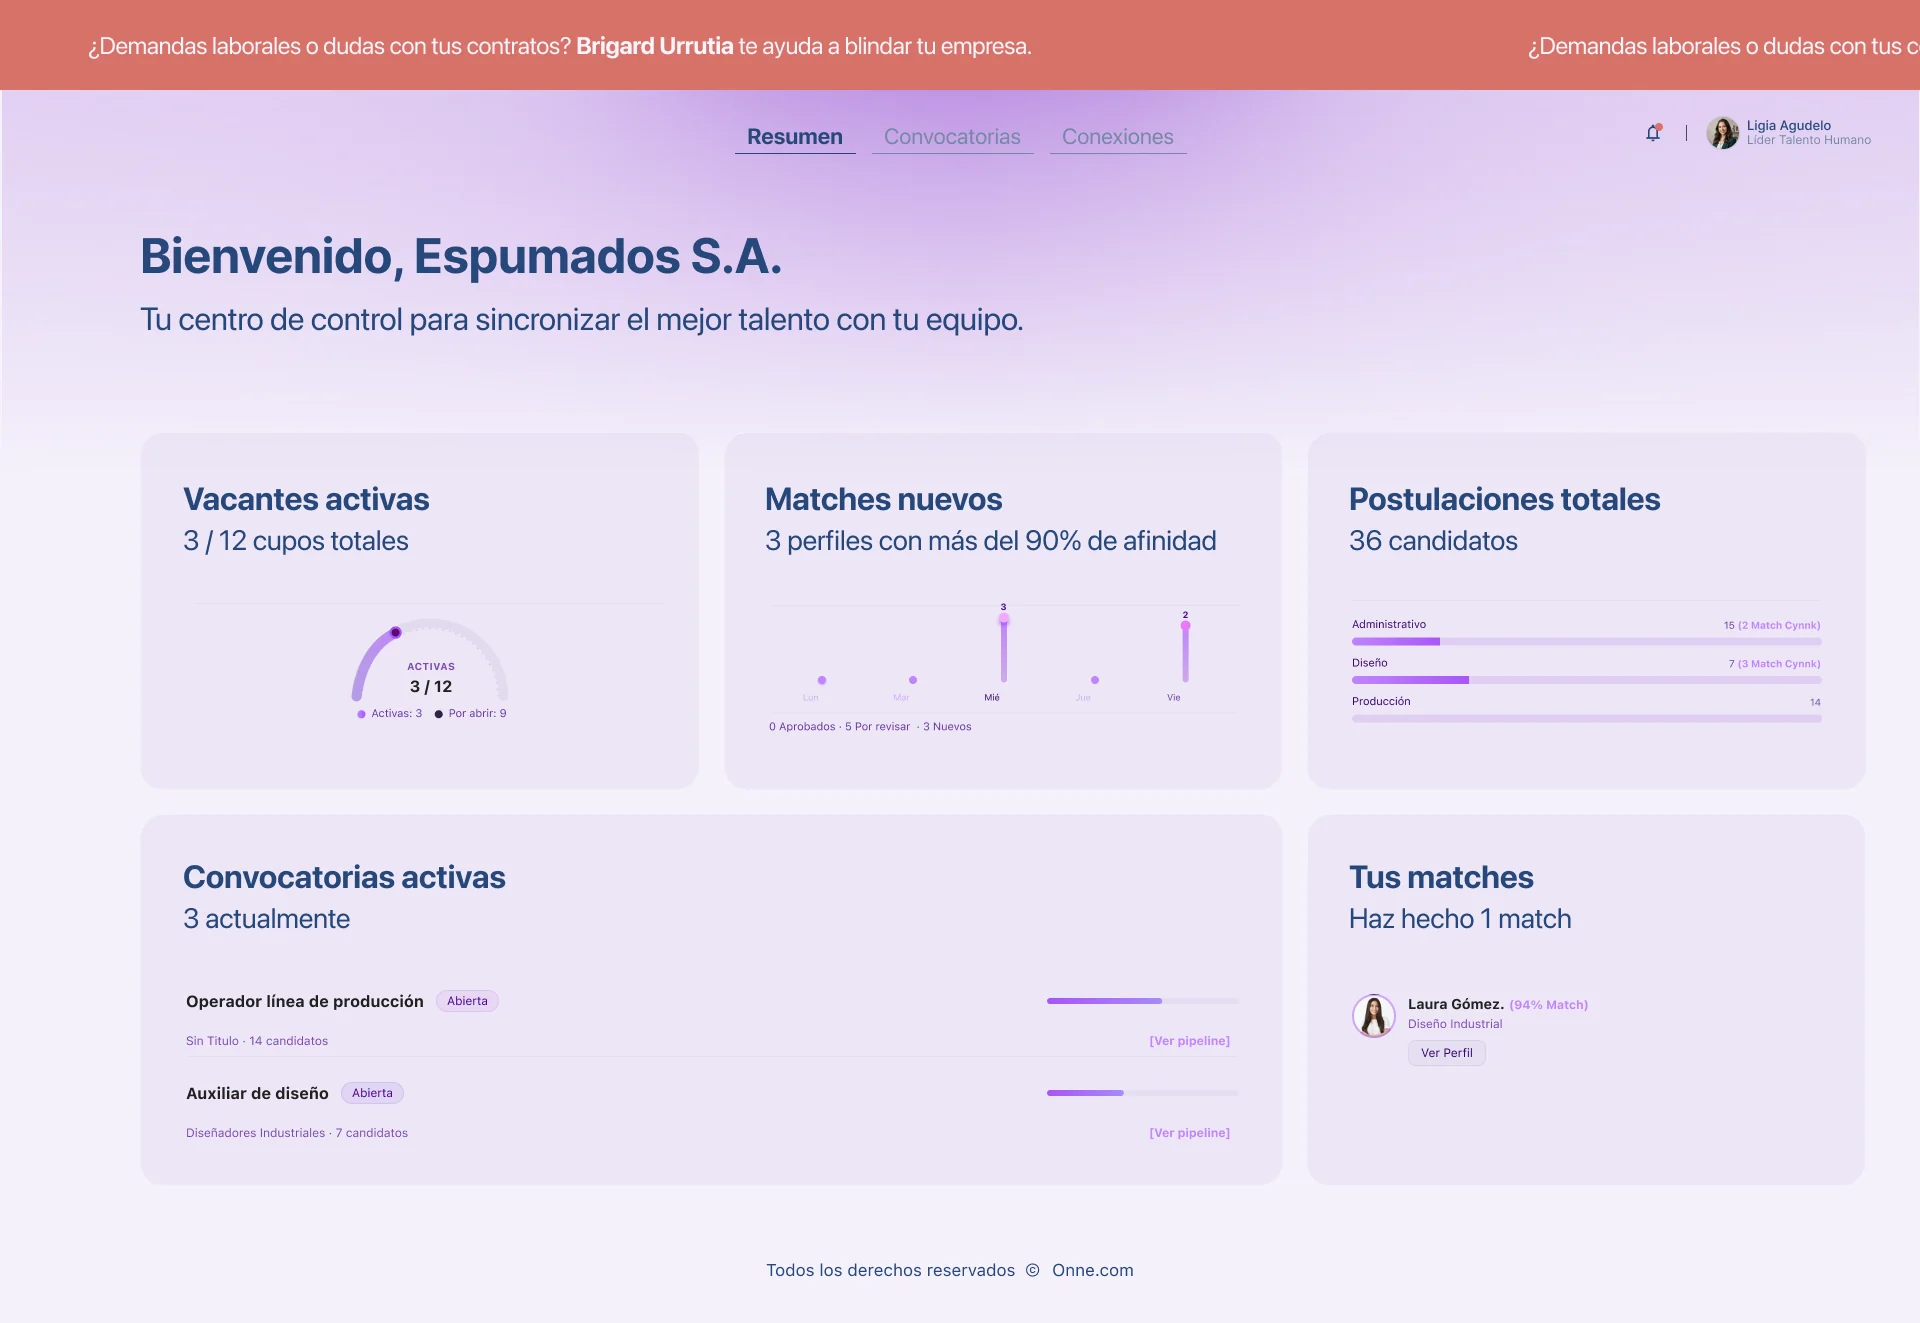 ¿Demandas laborales o dudas con tus contratos? Brigard Urrutia te ayuda a blindar tu empresa.
¿Demandas laborales o dudas con tus
Resumen
Convocatorias
Conexiones
Ligia Agudelo
Líder Talento Humano
Bienvenido, Espumados S.A.
Tu centro de control para sincronizar el mejor talento con tu equipo.
Vacantes activas
3 / 12 cupos totales
ACTIVAS
3 / 12
Activas: 3
Por abrir: 9
Matches nuevos
3 perfiles con más del 90% de afinidad
3
2
Lun
Mar
Mié
Jue
Vie
0 Aprobados · 5 Por revisar · 3 Nuevos
Postulaciones totales
36 candidatos
Administrativo
15 (2 Match Cynnk)
Diseño
7 (3 Match Cynnk)
Producción
14
Convocatorias activas
3 actualmente
Operador línea de producción
Abierta
Sin Titulo · 14 candidatos
[Ver pipeline]
Auxiliar de diseño
Abierta
Diseñadores Industriales · 7 candidatos
[Ver pipeline]
Tus matches
Haz hecho 1 match
Laura Gómez. (94% Match)
Diseño Industrial
Ver Perfil
Todos los derechos reservados © Onne.com